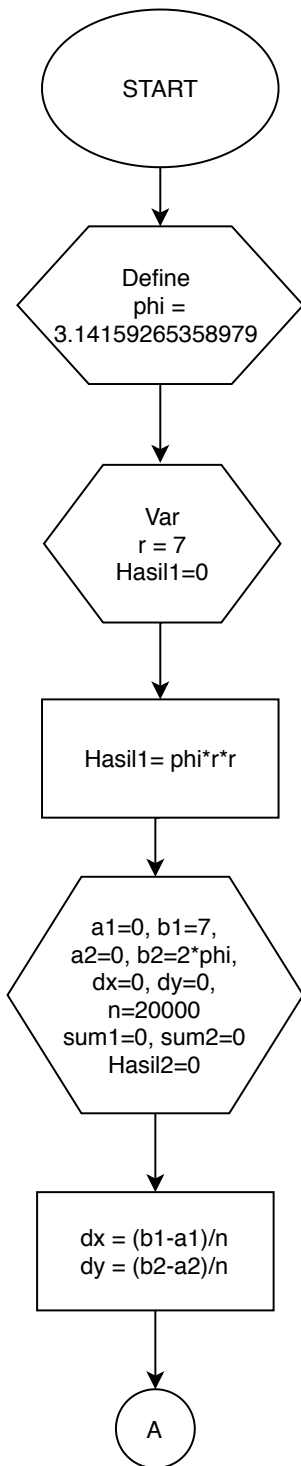 START
Define
phi =
3.14159265358979
Var
r = 7
Hasil1=0
Hasil1= phi*r*r
a1=0, b1=7,
a2=0, b2=2*phi,
dx=0, dy=0,
n=20000
sum1=0, sum2=0
Hasil2=0
dx = (b1-a1)/n
dy = (b2-a2)/n
A